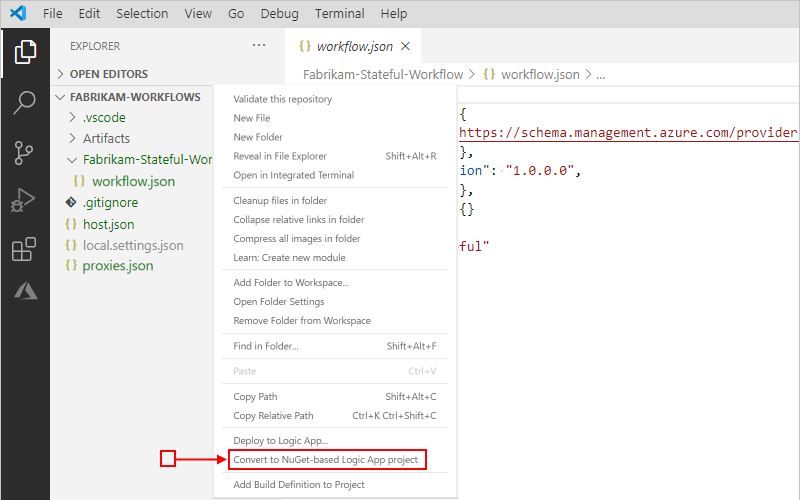 File Edit Selection View Go Debug Terminal Help
EXPLORER ···
workflow.json ×
OPEN EDITORS
Fabrikam-Stateful-Workflow > {} workflow.json > ...
FABRIKAM-WORKFLOWS
.vscode
Artifacts
Fabrikam-Stateful-Wor
{} workflow.json
.gitignore
{} host.json
{} local.settings.json
{} proxies.json
Validate this repository
New File
New Folder
Reveal in File Explorer Shift+Alt+R
Open in Integrated Terminal
Cleanup files in folder
Collapse relative links in folder
Compress all images in folder
Learn: Create new module
Add Folder to Workspace...
Open Folder Settings
Remove Folder from Workspace
Find in Folder... Shift+Alt+F
Paste Ctrl+V
Copy Path Shift+Alt+C
Copy Relative Path Ctrl+K Ctrl+Shift+C
Deploy to Logic App...
Convert to NuGet-based Logic App project
Add Build Definition to Project
{
https://schema.management.azure.com/provider
},
ion": "1.0.0.0",
},
{}
ful"